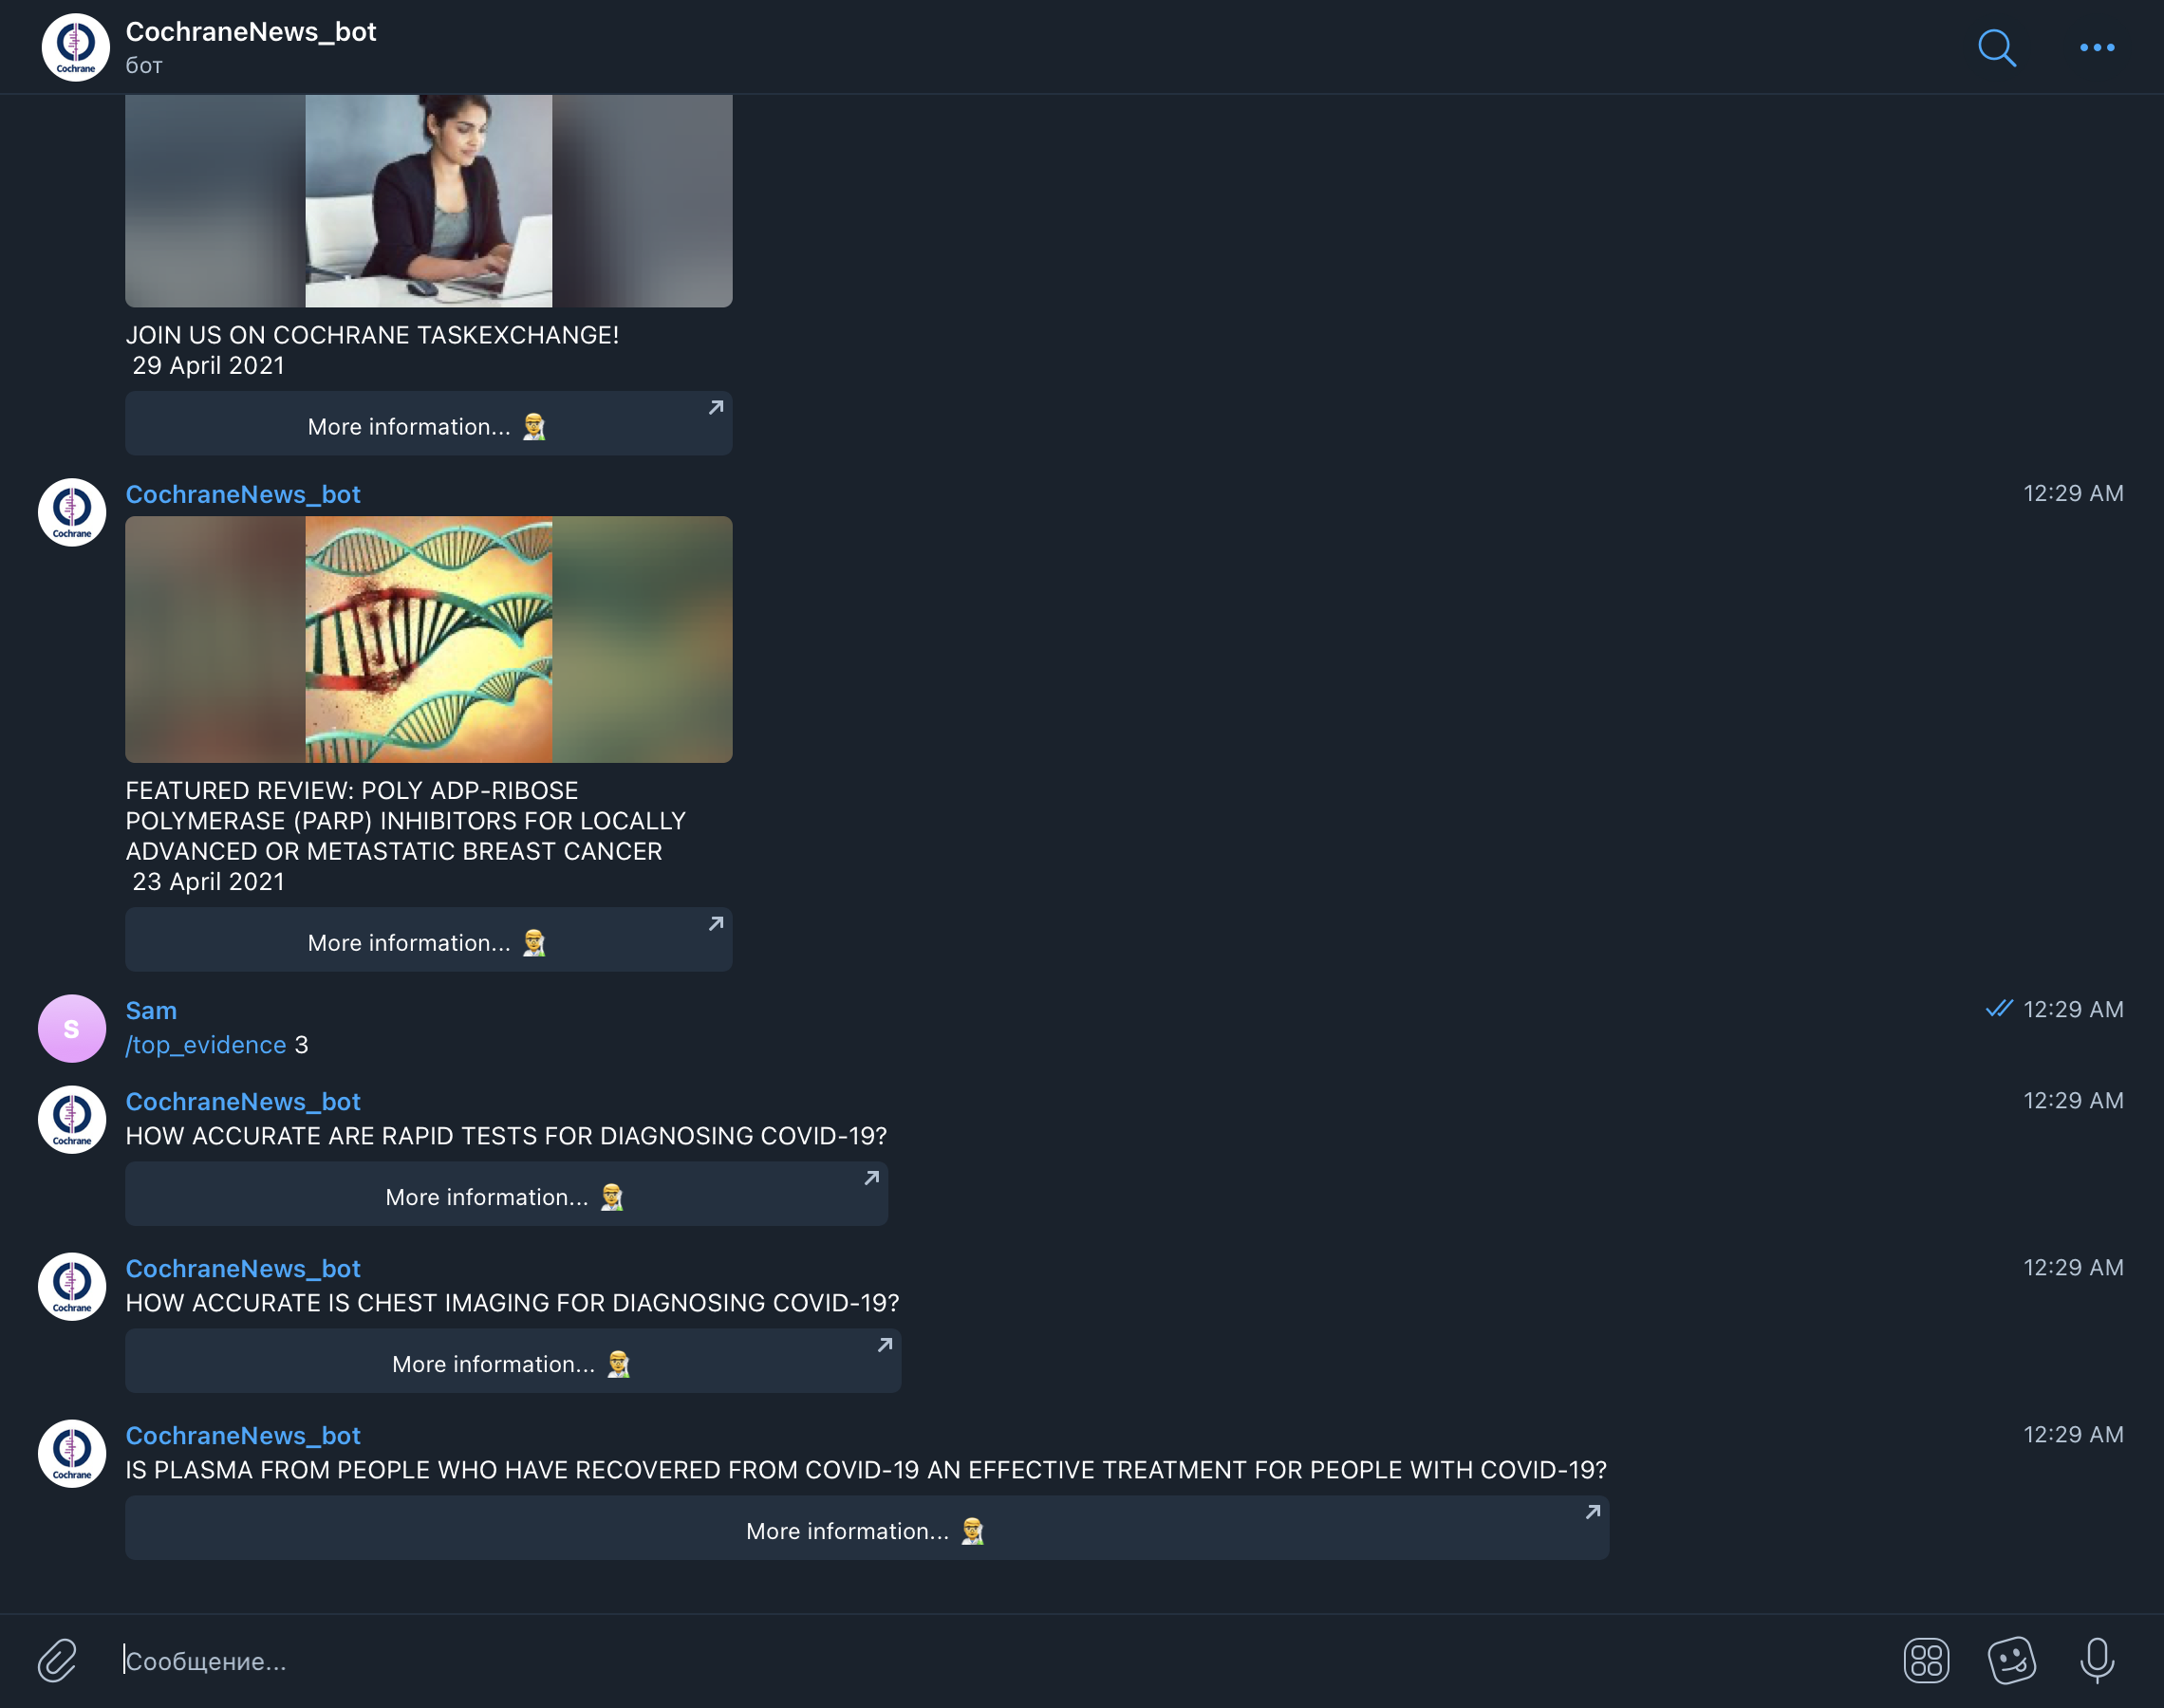 CochraneNews_bot
бот
Cochrane
JOIN US ON COCHRANE TASKEXCHANGE!
29 April 2021
More information...
CochraneNews_bot
12:29 AM
Cochrane
FEATURED REVIEW: POLY ADP-RIBOSE
POLYMERASE (PARP) INHIBITORS FOR LOCALLY
ADVANCED OR METASTATIC BREAST CANCER
23 April 2021
More information...
S
Sam
12:29 AM
/top_evidence 3
CochraneNews_bot
12:29 AM
Cochrane
HOW ACCURATE ARE RAPID TESTS FOR DIAGNOSING COVID-19?
More information...
CochraneNews_bot
12:29 AM
Cochrane
HOW ACCURATE IS CHEST IMAGING FOR DIAGNOSING COVID-19?
More information...
CochraneNews_bot
12:29 AM
Cochrane
IS PLASMA FROM PEOPLE WHO HAVE RECOVERED FROM COVID-19 AN EFFECTIVE TREATMENT FOR PEOPLE WITH COVID-19?
More information...
Сообщение...